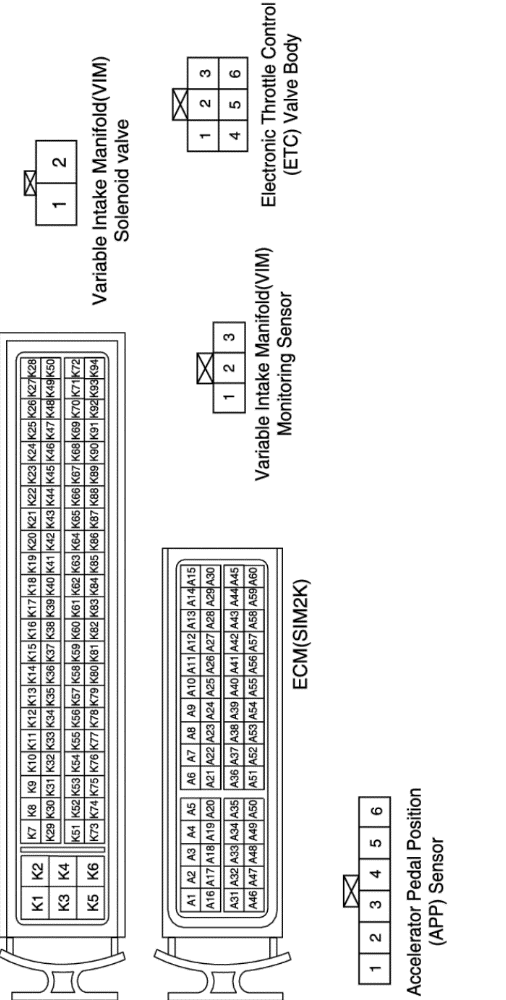 K1 K2
K3 K4
K5 K6
K7 K8 K9 K10 K11 K12 K13 K14 K15 K16 K17 K18 K19 K20 K21 K22 K23 K24 K25 K26 K27 K28
K29 K30 K31 K32 K33 K34 K35 K36 K37 K38 K39 K40 K41 K42 K43 K44 K45 K46 K47 K48 K49 K50
K51 K52 K53 K54 K55 K56 K57 K58 K59 K60 K61 K62 K63 K64 K65 K66 K67 K68 K69 K70 K71 K72
K73 K74 K75 K76 K77 K78 K79 K80 K81 K82 K83 K84 K85 K86 K87 K88 K89 K90 K91 K92 K93 K94
1 2
Variable Intake Manifold(VIM)
Solenoid valve
A1 A2 A3 A4 A5 A6 A7 A8 A9 A10 A11 A12 A13 A14 A15
A16 A17 A18 A19 A20 A21 A22 A23 A24 A25 A26 A27 A28 A29 A30
A31 A32 A33 A34 A35 A36 A37 A38 A39 A40 A41 A42 A43 A44 A45
A46 A47 A48 A49 A50 A51 A52 A53 A54 A55 A56 A57 A58 A59 A60
ECM(SIM2K)
1 2 3
Variable Intake Manifold(VIM)
Monitoring Sensor
1 2 3
4 5 6
Electronic Throttle Control
(ETC) Valve Body
1 2 3 4 5 6
Accelerator Pedal Position
(APP) Sensor